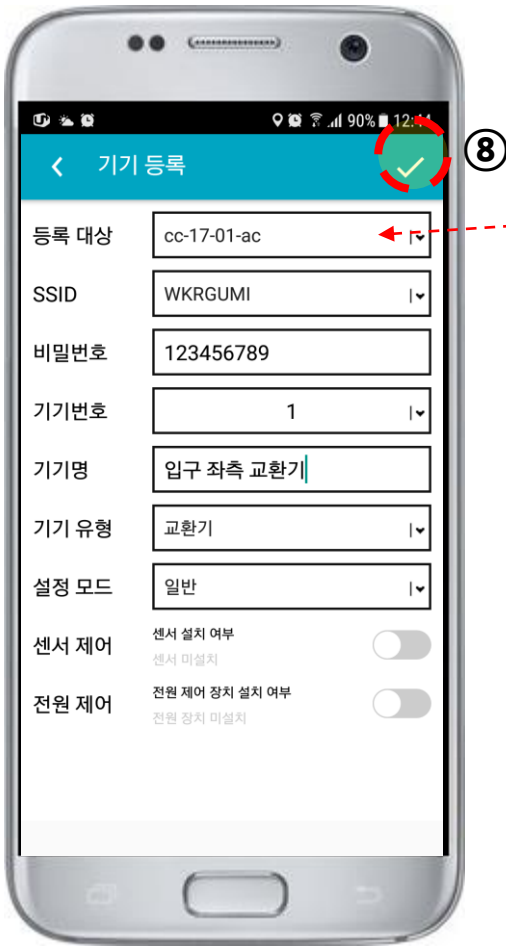 90% 12:44
기기 등록
⑧
등록 대상 cc-17-01-ac
SSID WKRGUMI
비밀번호 123456789
기기번호 1
기기명 입구 좌측 교환기
기기 유형 교환기
설정 모드 일반
센서 제어 센서 설치 여부
센서 미설치
전원 제어 전원 제어 장치 설치 여부
전원 장치 미설치